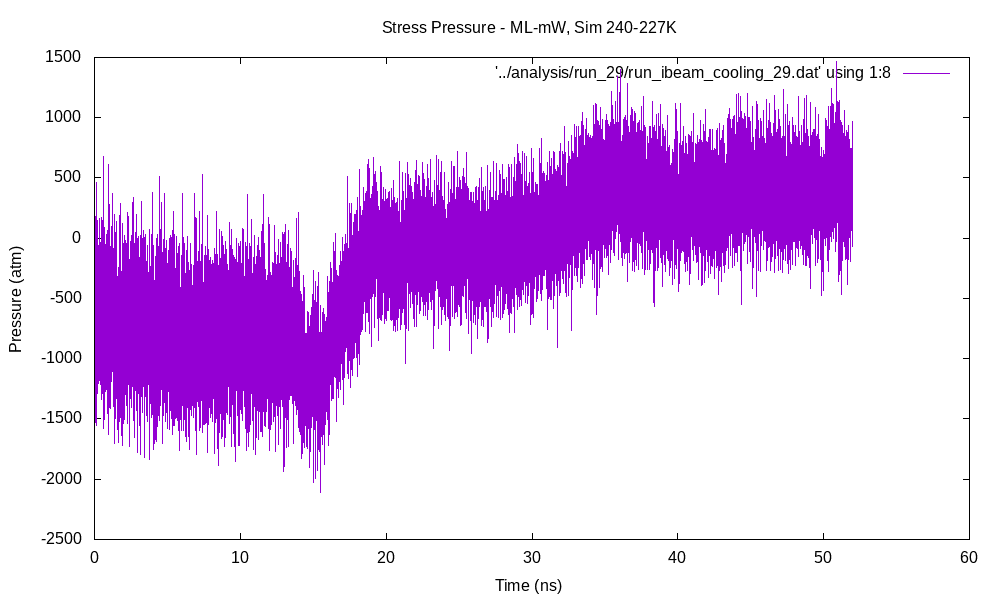 Stress Pressure - ML-mW, Sim 240-227K
'../analysis/run_29/run_ibeam_cooling_29.dat' using 1:8
1500
1000
500
0
-500
-1000
-1500
-2000
-2500
Pressure (atm)
0 10 20 30 40 50 60
Time (ns)